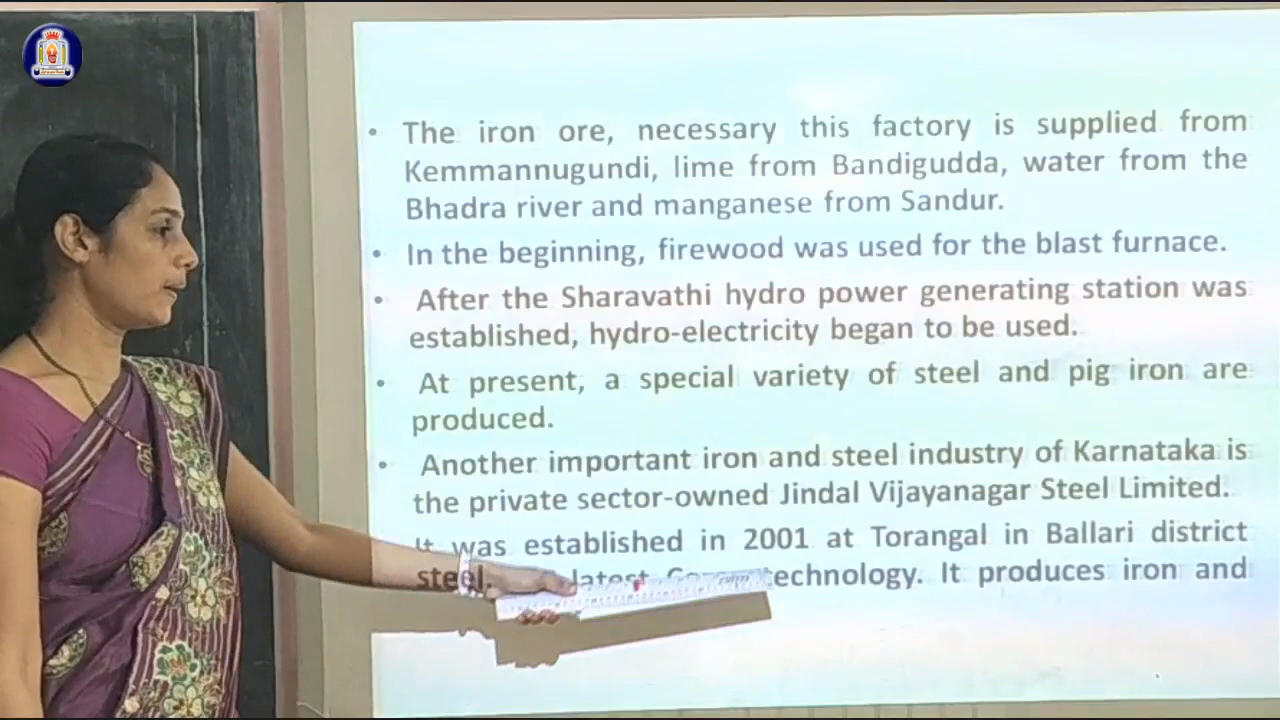 • The iron ore, necessary this factory is supplied from
Kemmannugundi, lime from Bandigudda, water from the
Bhadra river and manganese from Sandur.
• In the beginning, firewood was used for the blast furnace.
• After the Sharavathi hydro power generating station was
established, hydro-electricity began to be used.
• At present, a special variety of steel and pig iron are
produced.
• Another important iron and steel industry of Karnataka is
the private sector-owned Jindal Vijayanagar Steel Limited.
It was established in 2001 at Torangal in Ballari district
steel. latest technology. It produces iron and